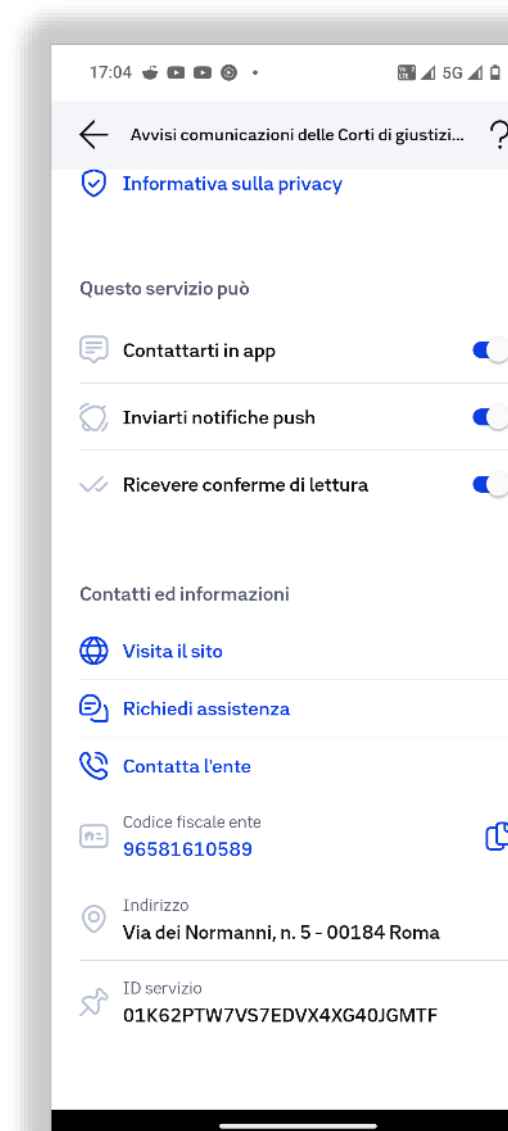 17:04
5G
Avvisi comunicazioni delle Corti di giustizi...
Informativa sulla privacy
Questo servizio può
Contattarti in app
Inviarti notifiche push
Ricevere conferme di lettura
Contatti ed informazioni
Visita il sito
Richiedi assistenza
Contatta l'ente
Codice fiscale ente
96581610589
Indirizzo
Via dei Normanni, n. 5 - 00184 Roma
ID servizio
01K62PTW7VS7EDVX4XG40JGMTF